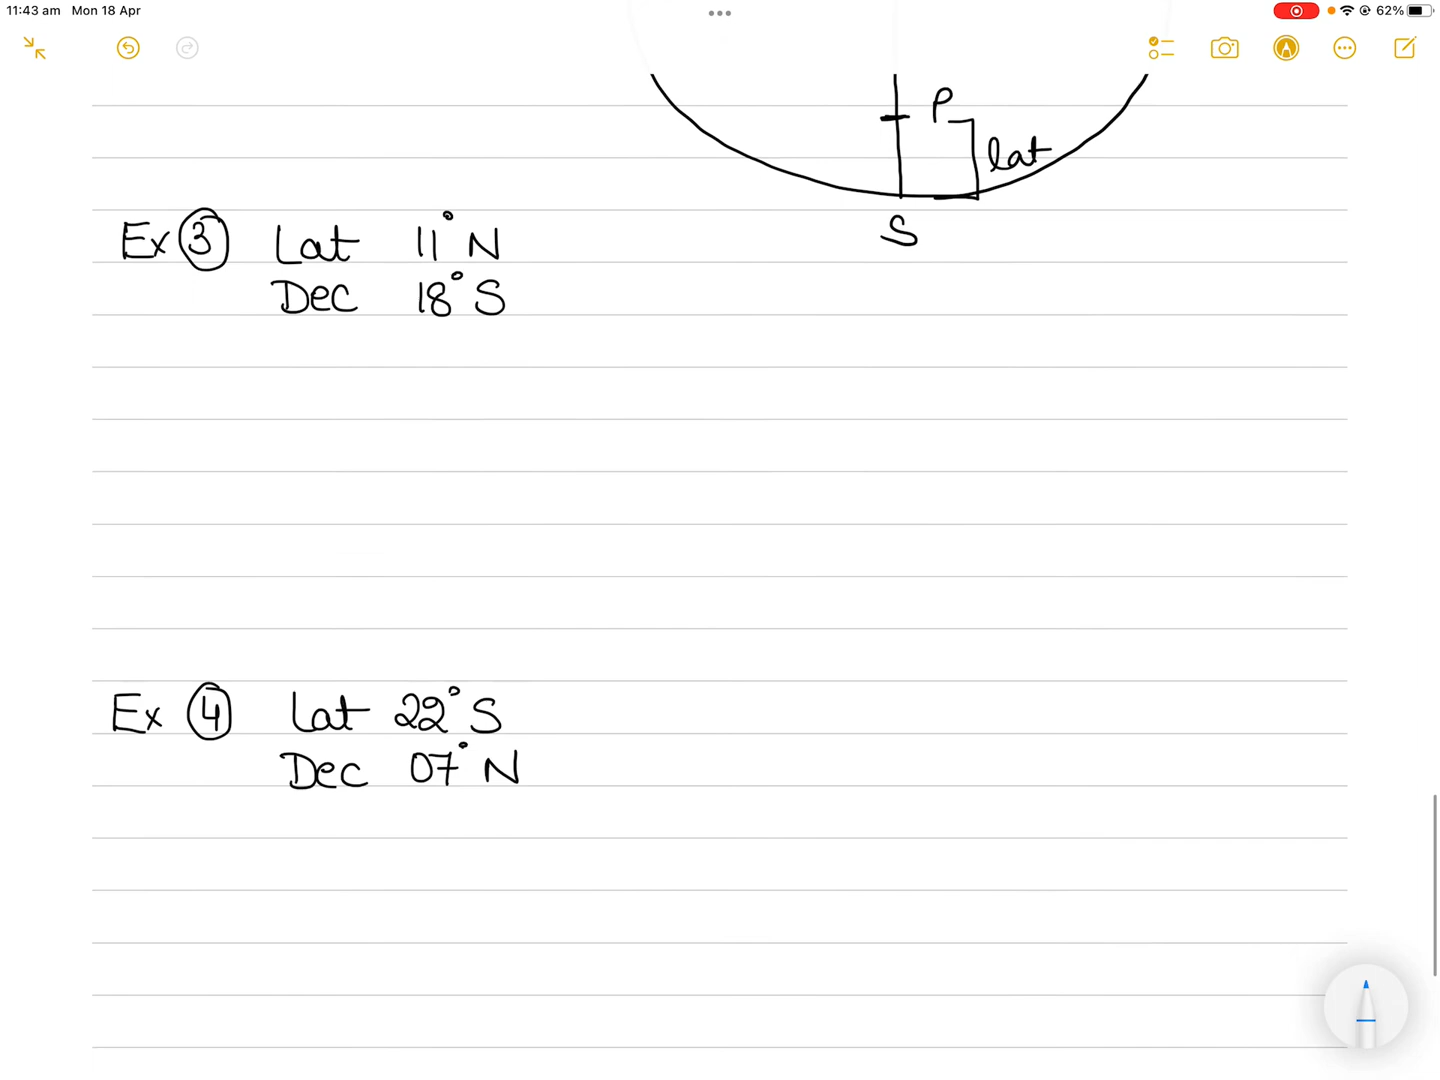 11:43 am Mon 18 Apr
62%
P
lat
S
Ex ③ Lat 11° N
Dec 18° S
Ex ④ Lat 22° S
Dec 07° N